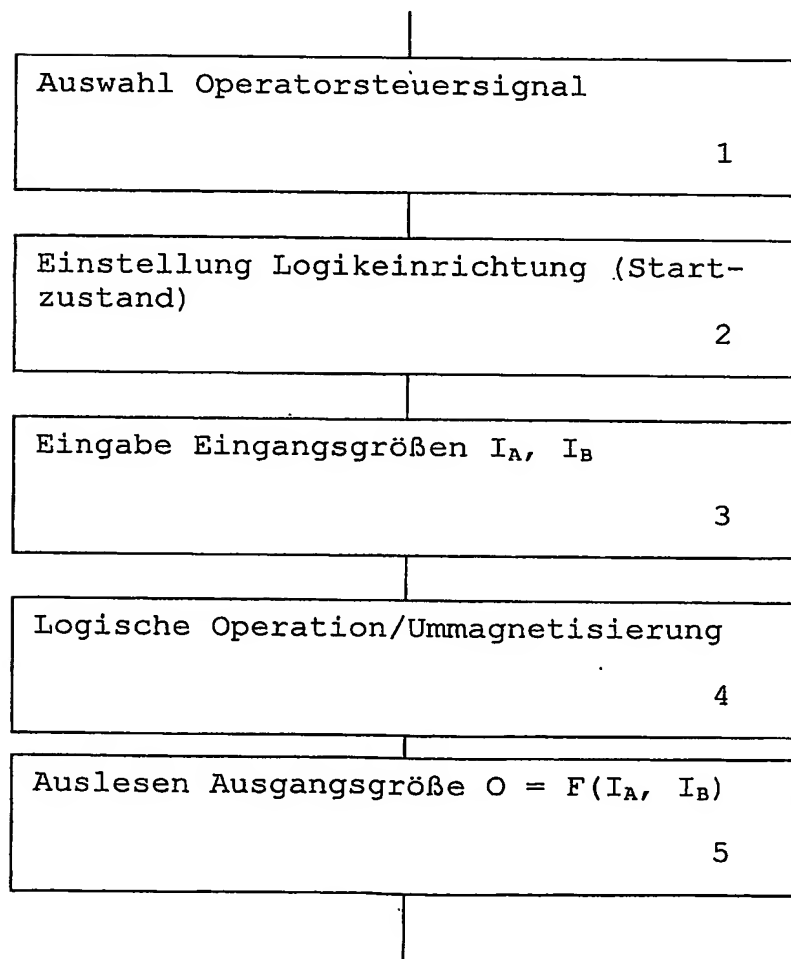 Auswahl Operatorsteuersignal
1
Einstellung Logikeinrichtung (Start-
zustand)
2
Eingabe Eingangsgrößen I_A, I_B
3
Logische Operation/Ummagnetisierung
4
Auslesen Ausgangsgröße O = F(I_A, I_B)
5